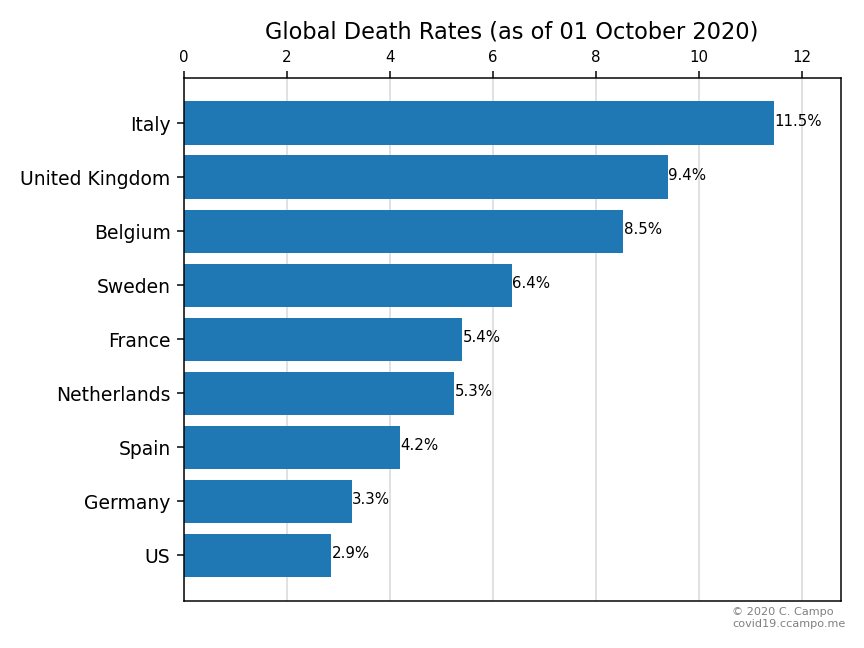 Global Death Rates (as of 01 October 2020)
0 2 4 6 8 10 12
Italy 11.5%
United Kingdom 9.4%
Belgium 8.5%
Sweden 6.4%
France 5.4%
Netherlands 5.3%
Spain 4.2%
Germany 3.3%
US 2.9%
© 2020 C. Campo
covid19.ccampo.me